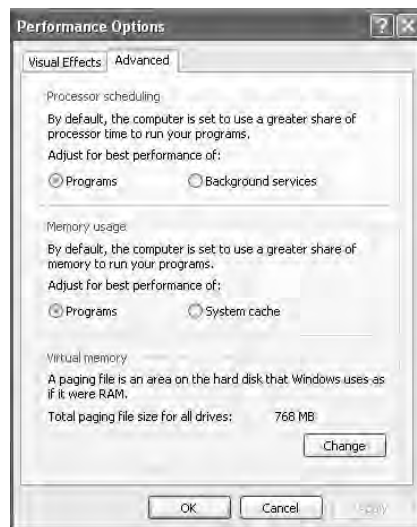 Performance Options
Visual Effects Advanced
Processor scheduling
By default, the computer is set to use a greater share of
processor time to run your programs.
Adjust for best performance of:
Programs Background services
Memory usage
By default, the computer is set to use a greater share of
memory to run your programs.
Adjust for best performance of:
Programs System cache
Virtual memory
A paging file is an area on the hard disk that Windows uses as
if it were RAM.
Total paging file size for all drives: 768 MB
Change
OK Cancel Apply